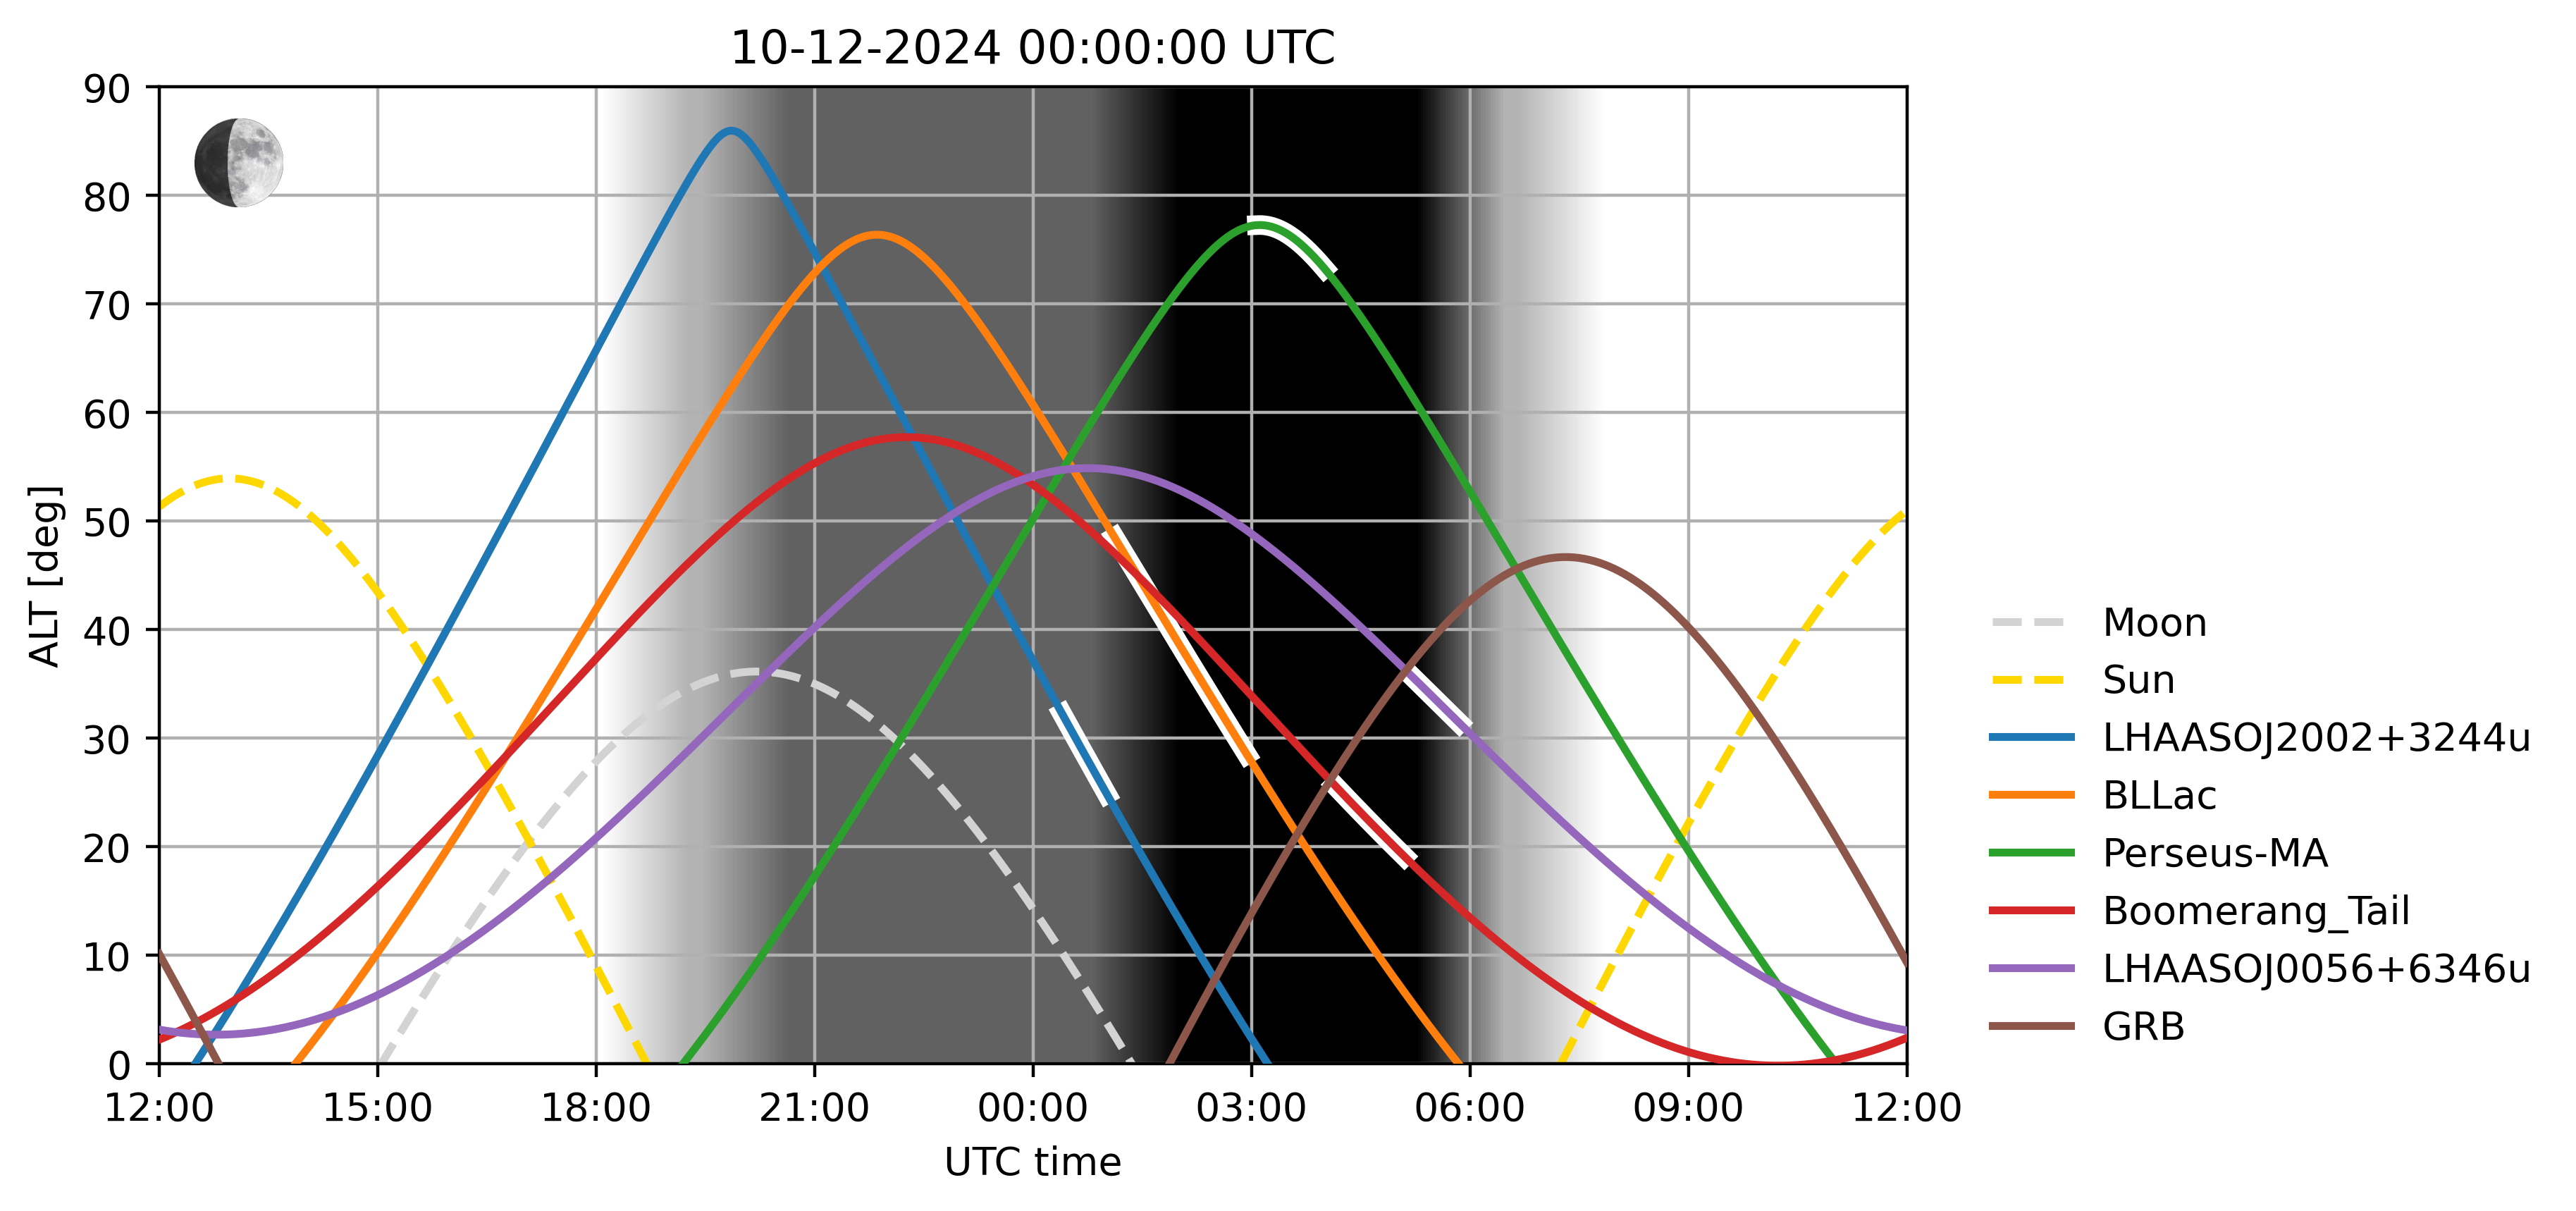 10-12-2024 00:00:00 UTC
ALT [deg]
90
80
70
60
50
40
30
20
10
0
12:00 15:00 18:00 21:00 00:00 03:00 06:00 09:00 12:00
UTC time
Moon
Sun
LHAASOJ2002+3244u
BLLac
Perseus-MA
Boomerang_Tail
LHAASOJ0056+6346u
GRB